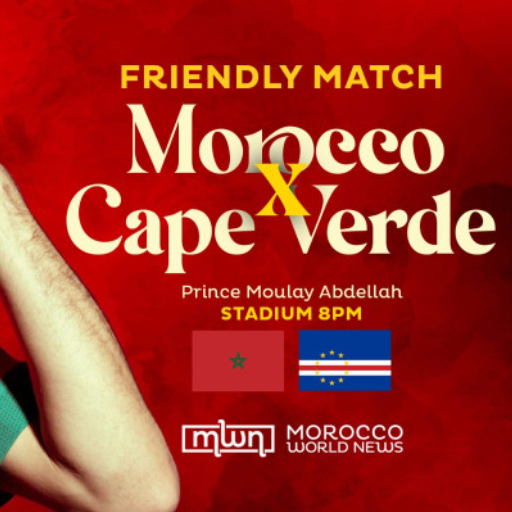 FRIENDLY MATCH
Morocco
X
Cape Verde
Prince Moulay Abdellah
STADIUM 8PM
mwn MOROCCO
WORLD NEWS